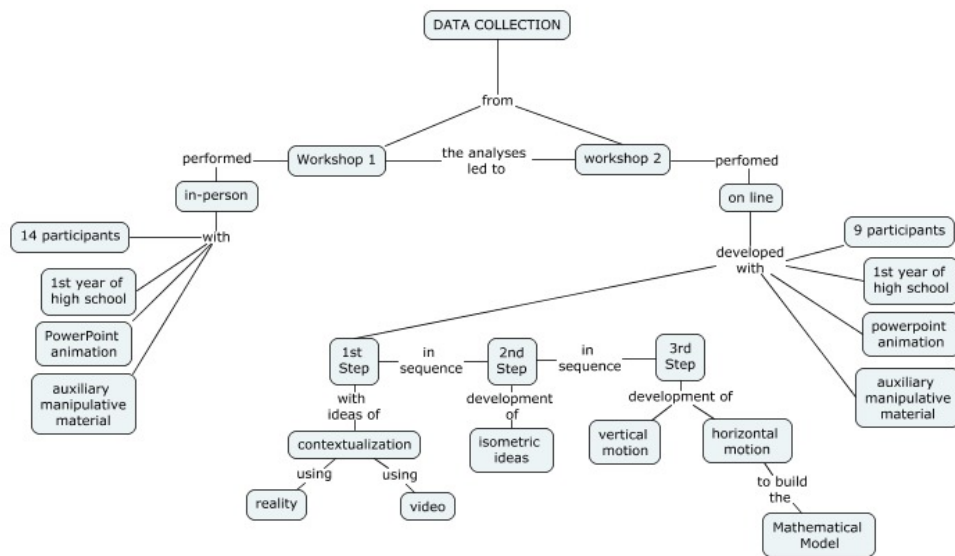 DATA COLLECTION
from
performed
Workshop 1
the analyses
led to
workshop 2
perfomed
in-person
on line
14 participants
with
9 participants
developed
with
1st year of
high school
1st year of
high school
PowerPoint
animation
powerpoint
animation
auxiliary
manipulative
material
auxiliary
manipulative
material
1st
Step
in
sequence
2nd
Step
in
sequence
3rd
Step
with
ideas of
development
of
development of
contextualization
isometric
ideas
vertical
motion
horizontal
motion
using
using
to build
the
reality
video
Mathematical
Model